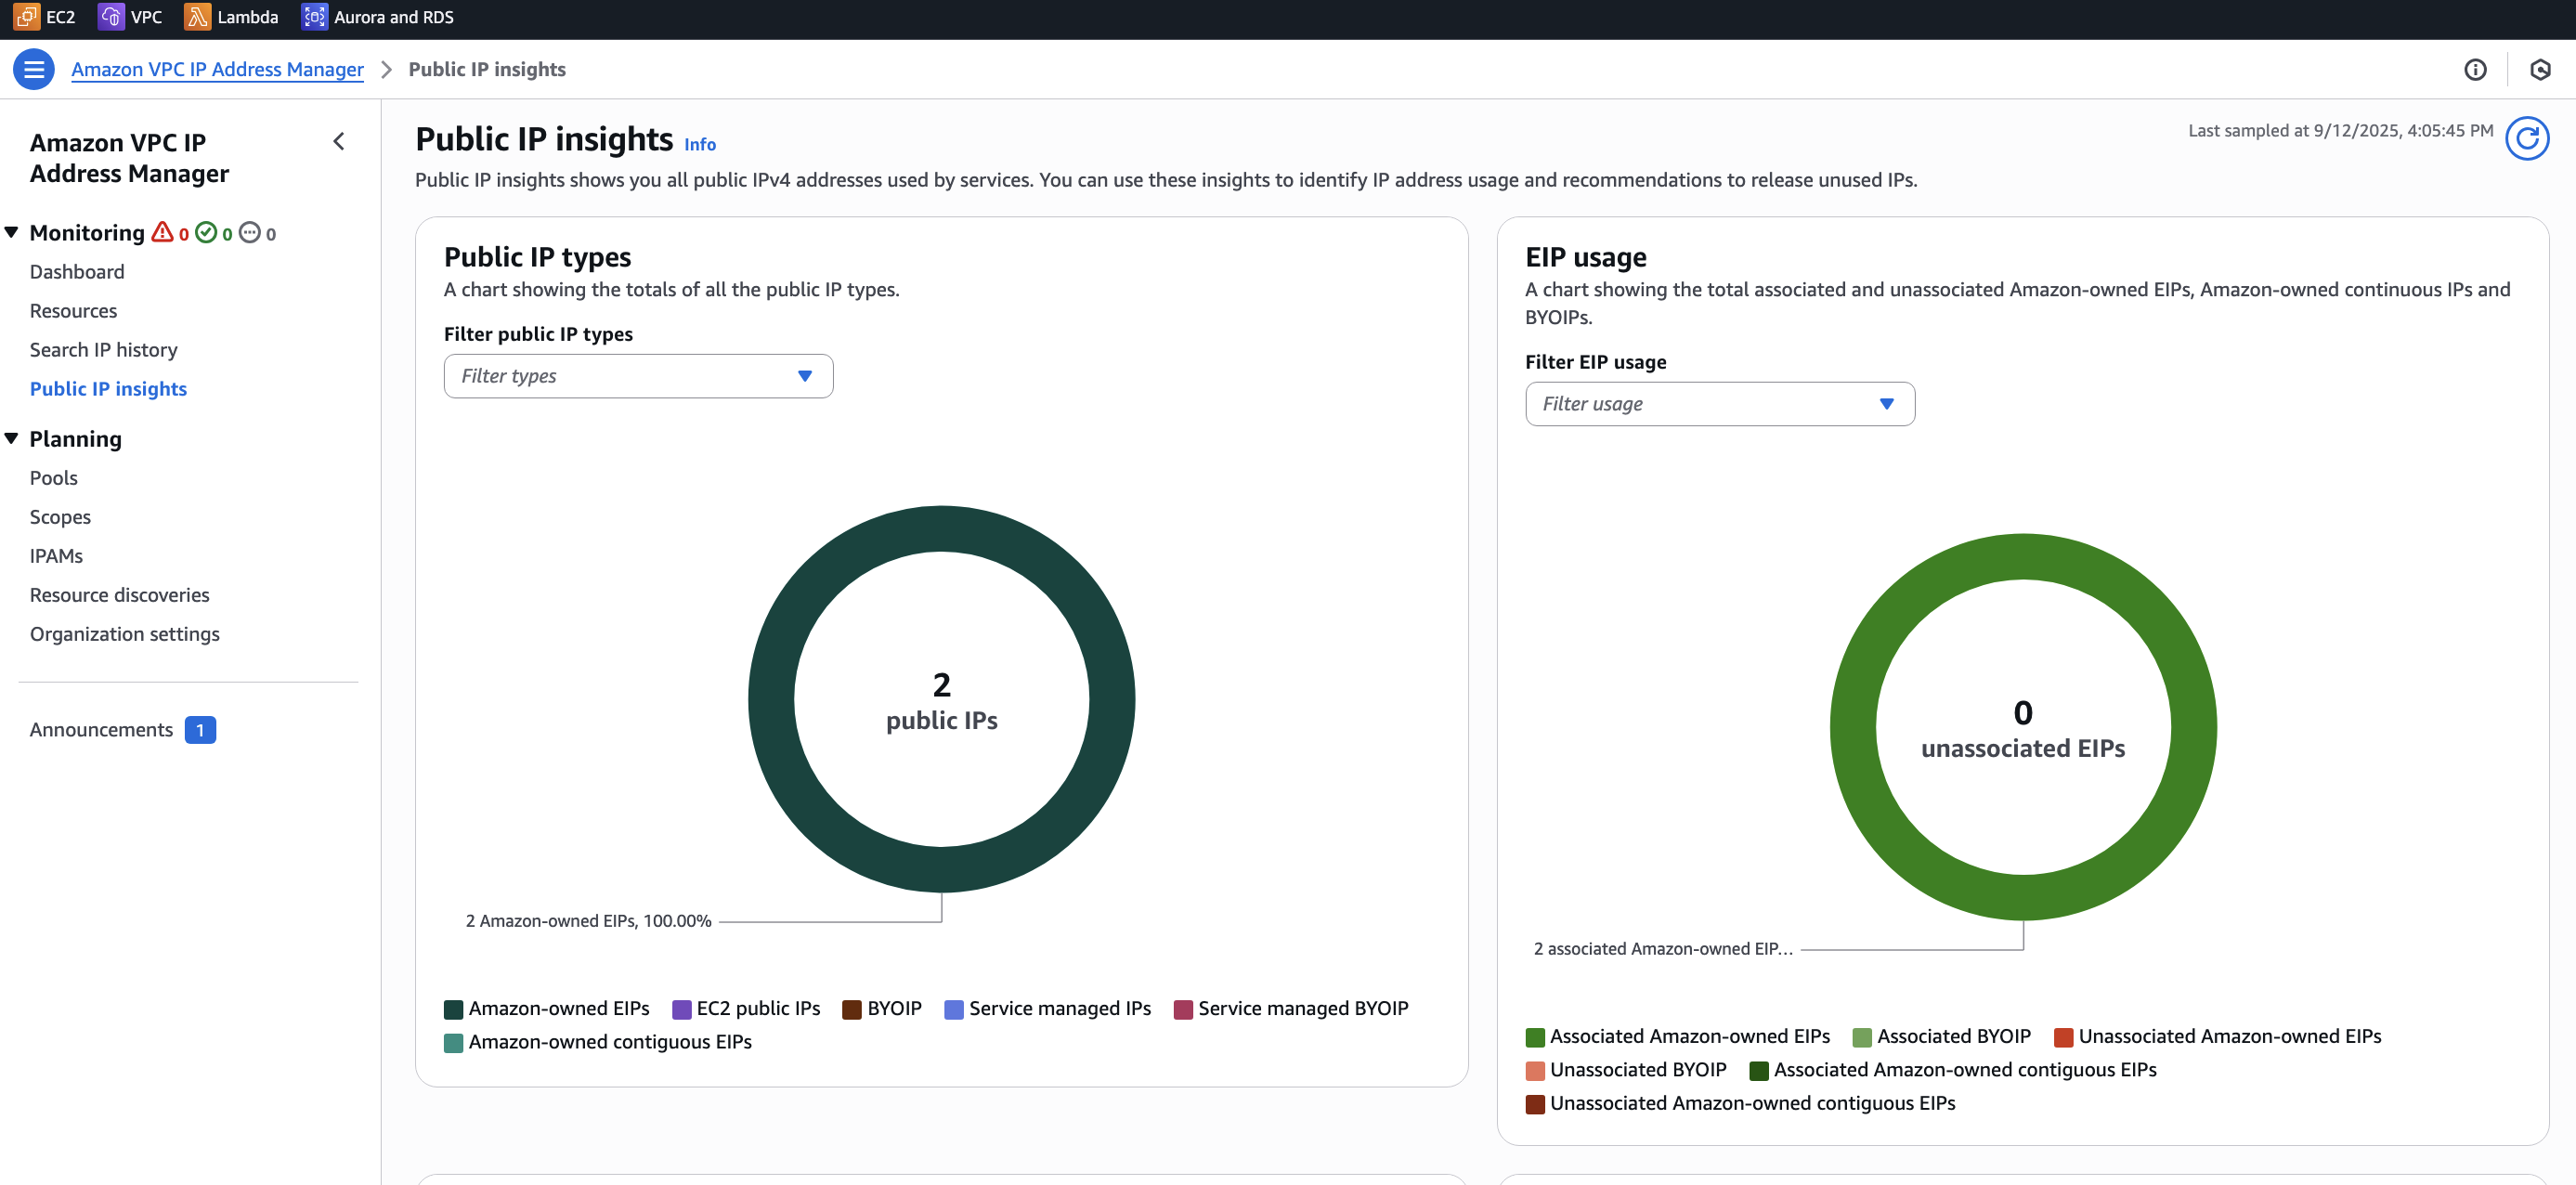 EC2 VPC Lambda Aurora and RDS
Amazon VPC IP Address Manager > Public IP insights
Amazon VPC IP
Address Manager
Monitoring 0 0 0
Dashboard
Resources
Search IP history
Public IP insights
Planning
Pools
Scopes
IPAMs
Resource discoveries
Organization settings
Announcements 1
Public IP insights Info
Last sampled at 9/12/2025, 4:05:45 PM
Public IP insights shows you all public IPv4 addresses used by services. You can use these insights to identify IP address usage and recommendations to release unused IPs.
Public IP types
A chart showing the totals of all the public IP types.
Filter public IP types
Filter types
2
public IPs
2 Amazon-owned EIPs, 100.00%
Amazon-owned EIPs EC2 public IPs BYOIP Service managed IPs Service managed BYOIP
Amazon-owned contiguous EIPs
EIP usage
A chart showing the total associated and unassociated Amazon-owned EIPs, Amazon-owned continuous IPs and
BYOIPs.
Filter EIP usage
Filter usage
0
unassociated EIPs
2 associated Amazon-owned EIP...
Associated Amazon-owned EIPs Associated BYOIP Unassociated Amazon-owned EIPs
Unassociated BYOIP Associated Amazon-owned contiguous EIPs
Unassociated Amazon-owned contiguous EIPs